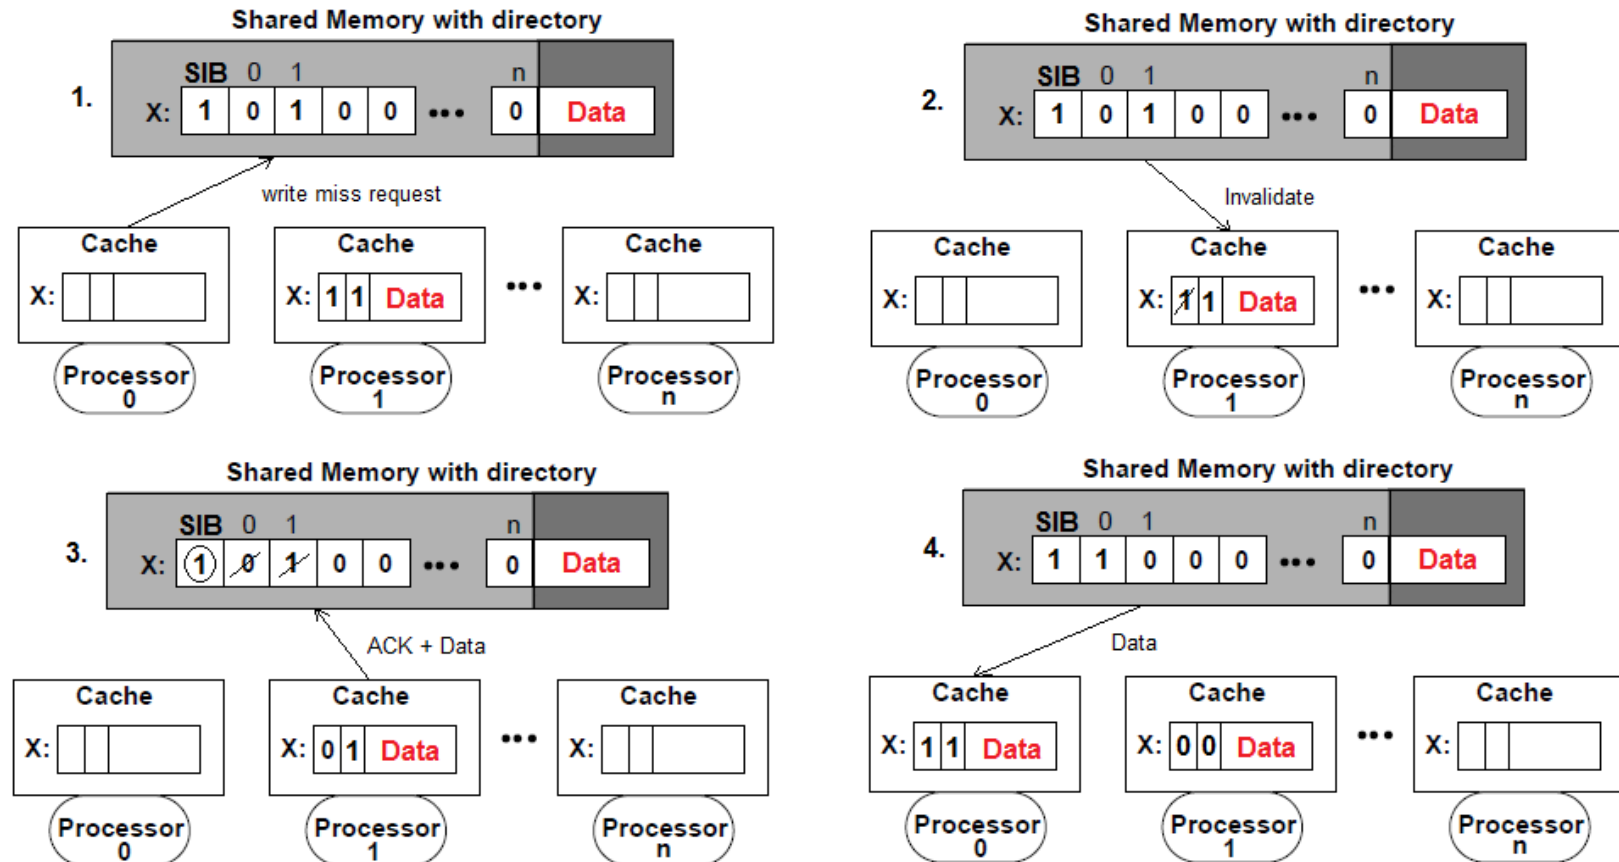 Shared Memory with directory
1.
SIB 0 1 n
X: 1 0 1 0 0 ••• 0 Data
write miss request
Cache Cache Cache
X: X: 1 1 Data ••• X:
Processor 0 Processor 1 Processor n
Shared Memory with directory
2.
SIB 0 1 n
X: 1 0 1 0 0 ••• 0 Data
Invalidate
Cache Cache Cache
X: X: 1 1 Data ••• X:
Processor 0 Processor 1 Processor n
Shared Memory with directory
3.
SIB 0 1 n
X: 1 0 1 0 0 ••• 0 Data
ACK + Data
Cache Cache Cache
X: X: 0 1 Data ••• X:
Processor 0 Processor 1 Processor n
Shared Memory with directory
4.
SIB 0 1 n
X: 1 1 0 0 0 ••• 0 Data
Data
Cache Cache Cache
X: 1 1 Data X: 0 0 Data ••• X:
Processor 0 Processor 1 Processor n